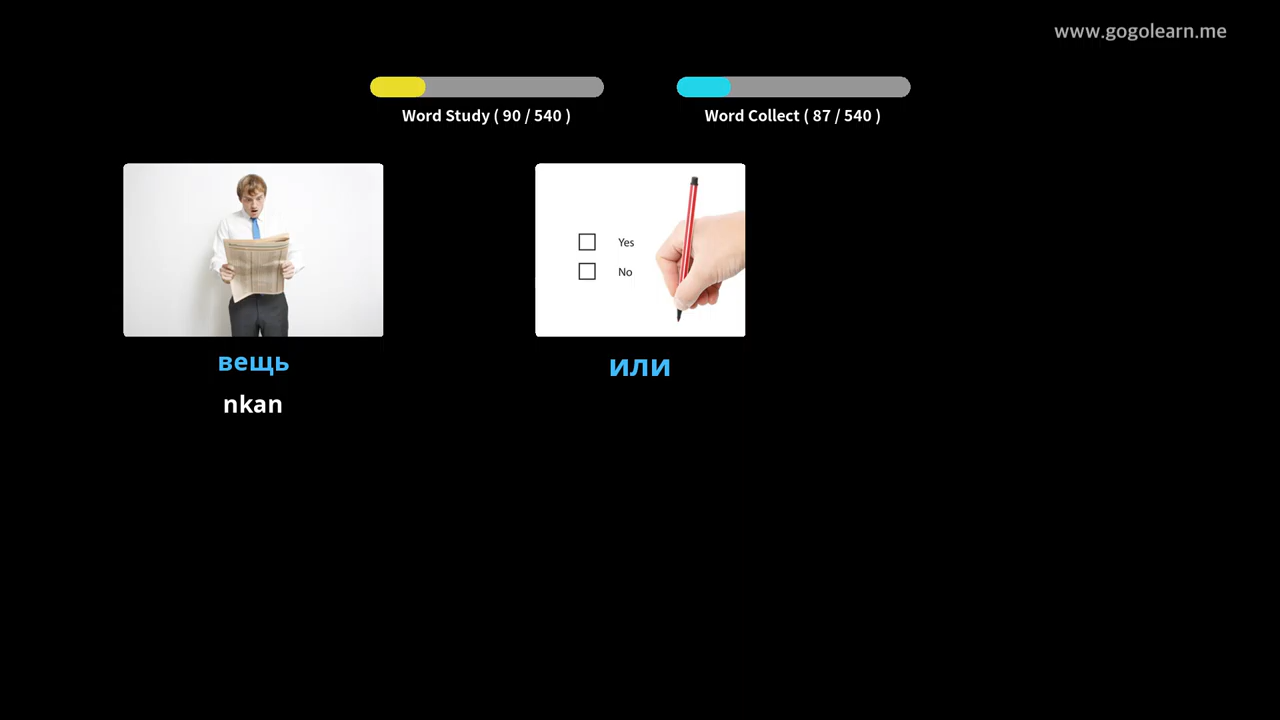 www.gogolearn.me
Word Study ( 90 / 540 )
Word Collect ( 87 / 540 )
Yes
No
вещь
nkan
или